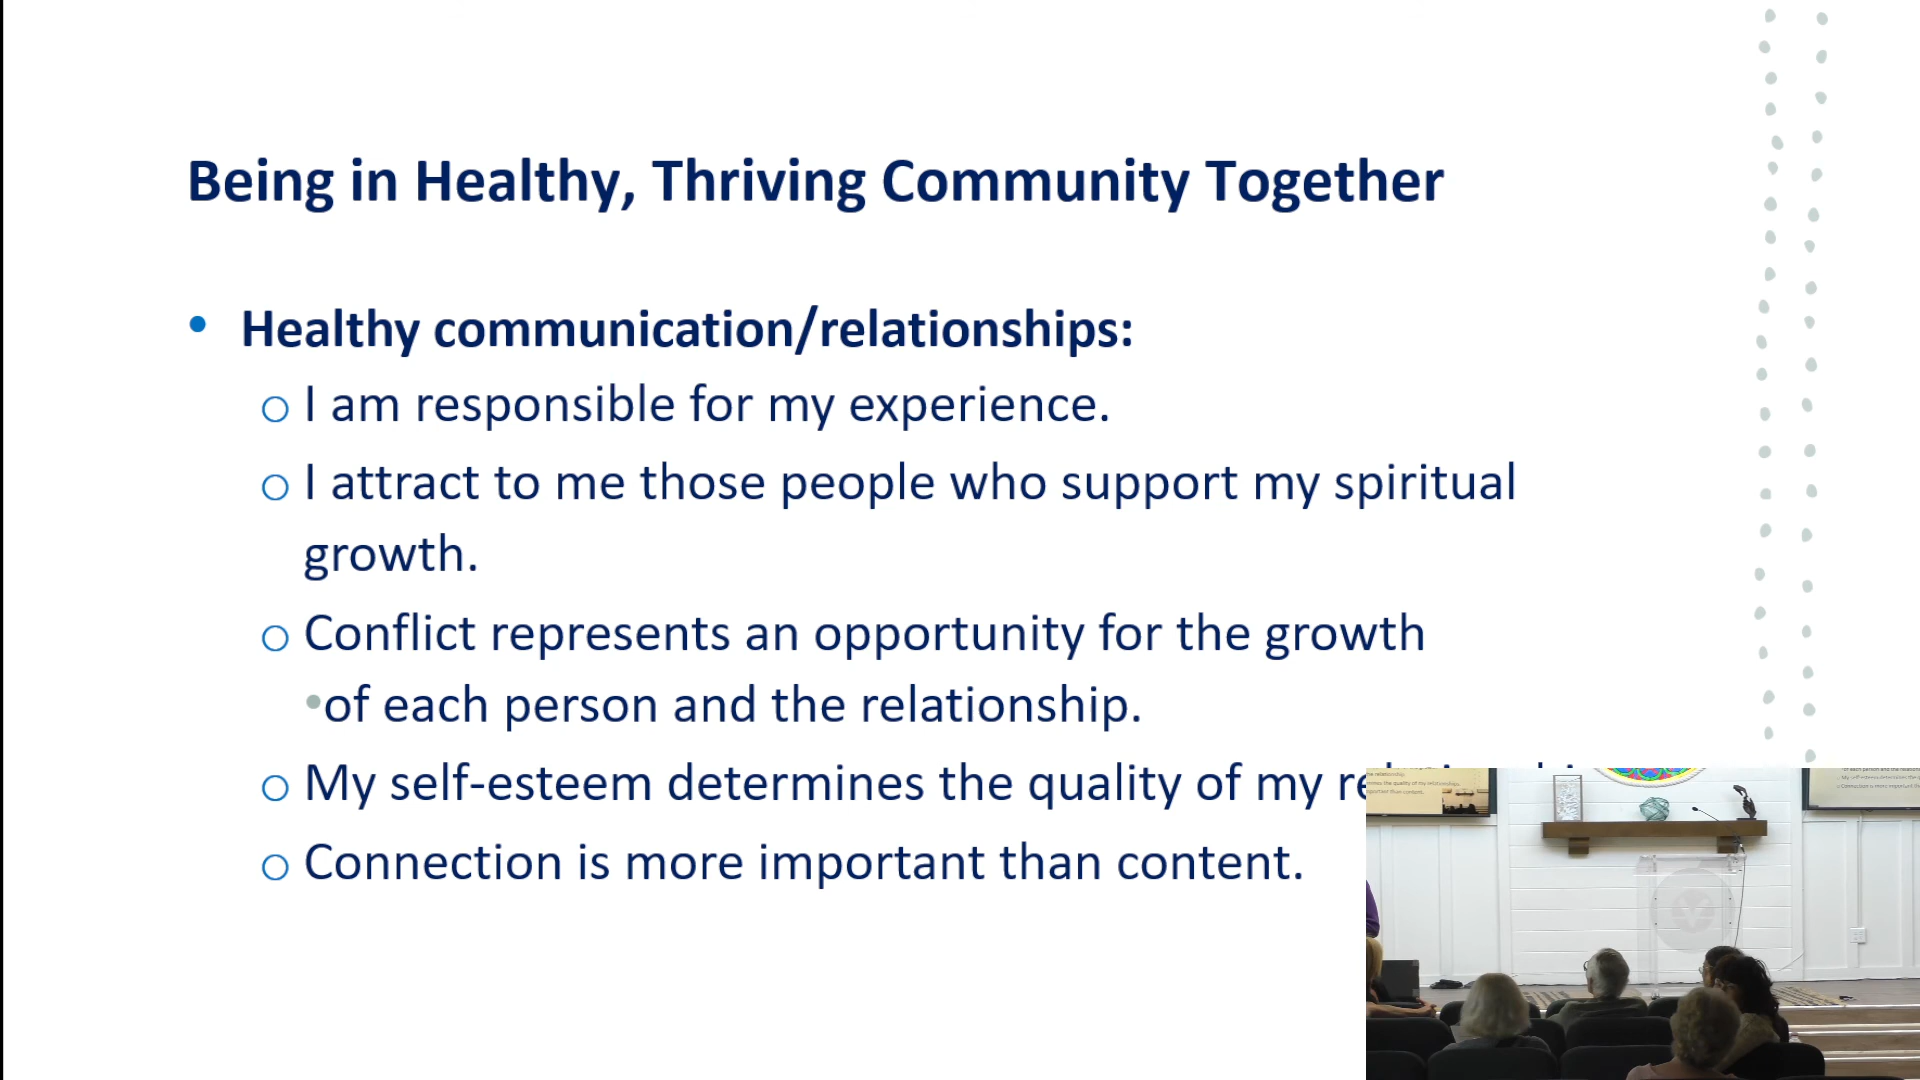 Being in Healthy, Thriving Community Together
• Healthy communication/relationships:
o I am responsible for my experience.
o I attract to me those people who support my spiritual
growth.
o Conflict represents an opportunity for the growth
•of each person and the relationship.
o My self-esteem determines the quality of my
o Connection is more important than content.